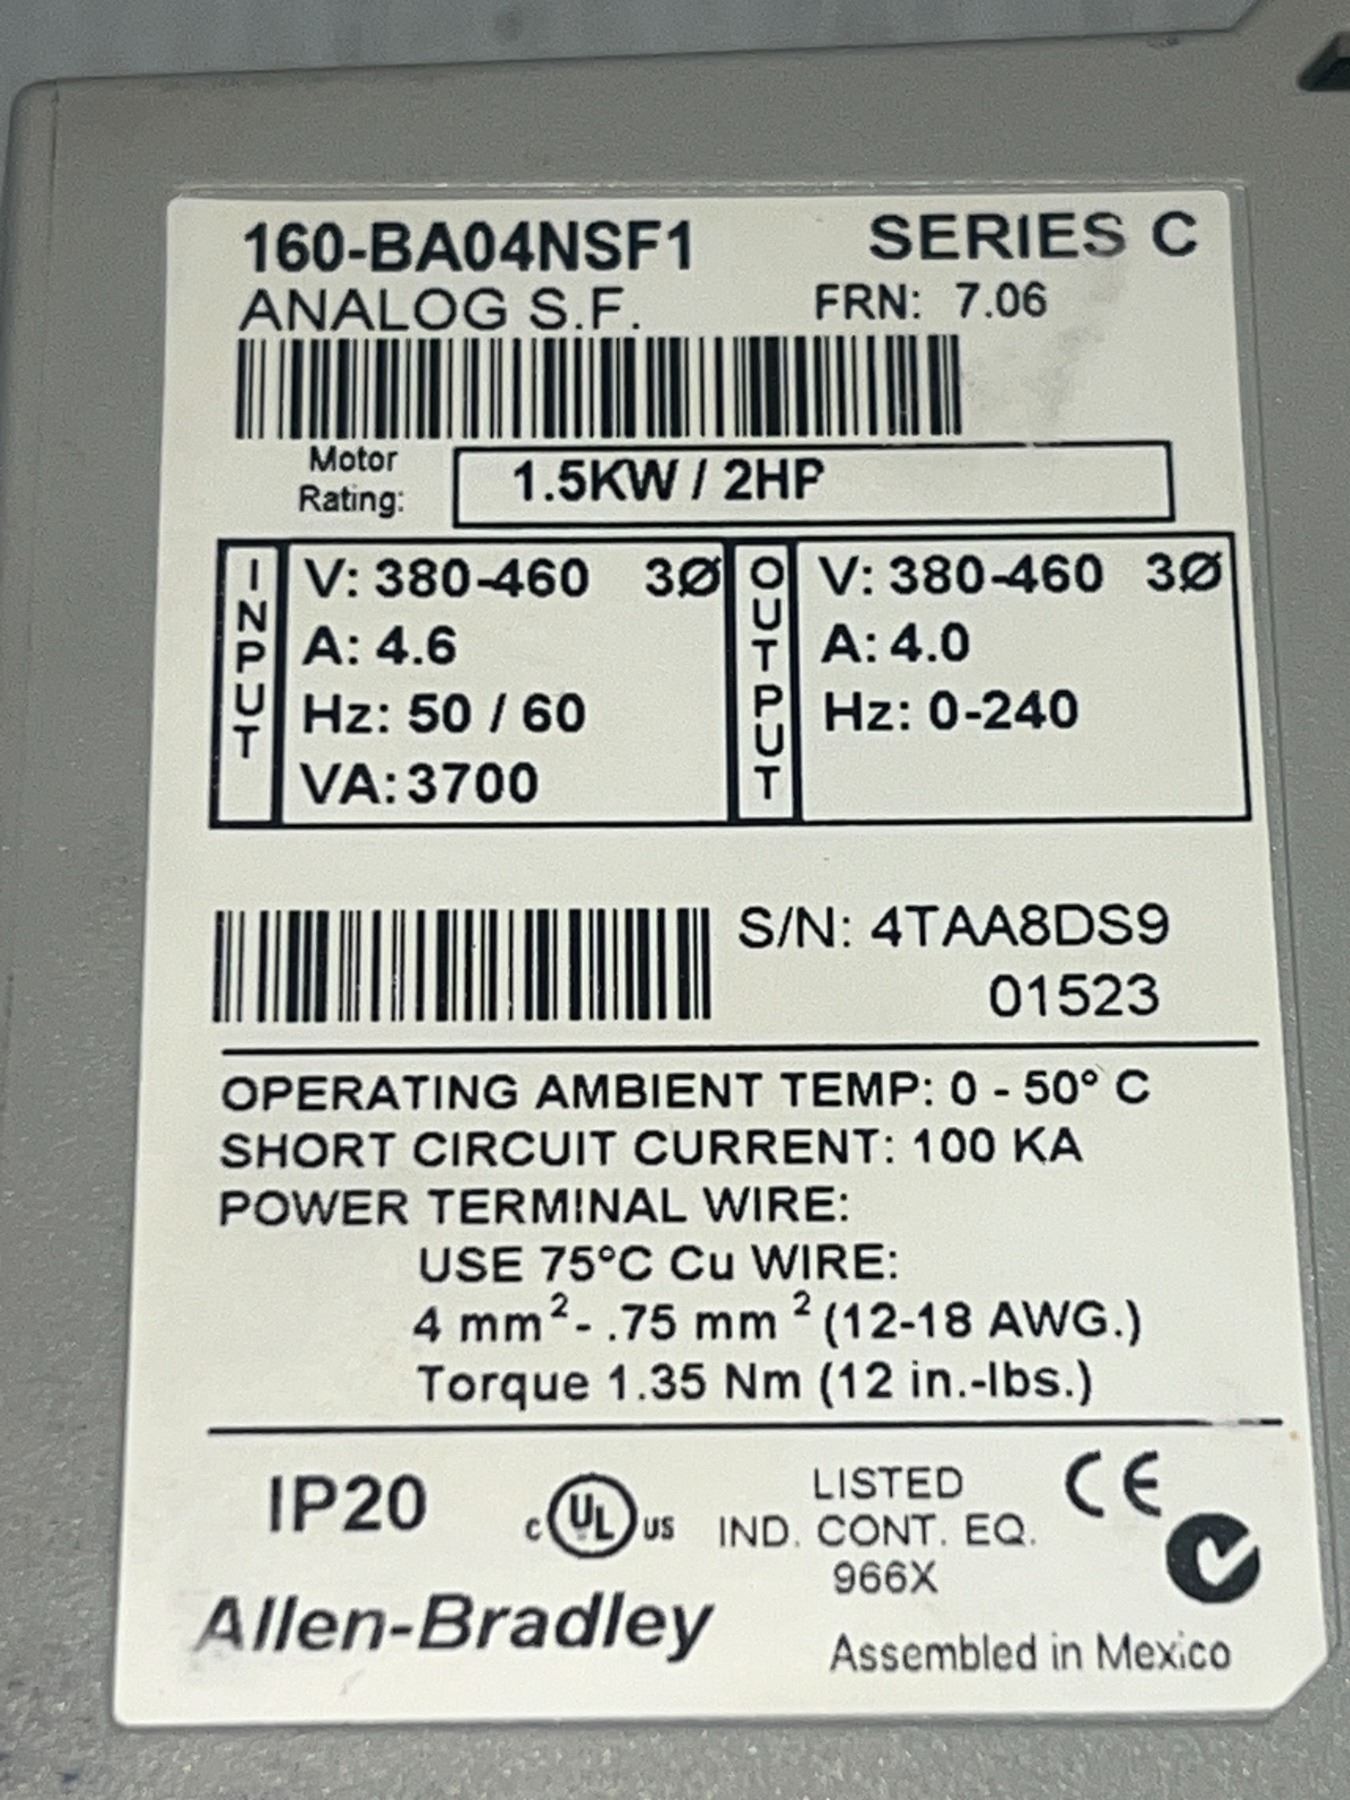 160-BA04NSF1 SERIES C
ANALOG S.F. FRN: 7.06
Motor Rating: 1.5KW / 2HP
INPUT
V: 380-460 3Ø
A: 4.6
Hz: 50 / 60
VA: 3700
OUTPUT
V: 380-460 3Ø
A: 4.0
Hz: 0-240
S/N: 4TAA8DS9
01523
OPERATING AMBIENT TEMP: 0 - 50° C
SHORT CIRCUIT CURRENT: 100 KA
POWER TERMINAL WIRE:
USE 75°C Cu WIRE:
4 mm² - .75 mm ² (12-18 AWG.)
Torque 1.35 Nm (12 in.-lbs.)
IP20
c UL us
LISTED
IND. CONT. EQ.
966X
CE
Allen-Bradley
Assembled in Mexico